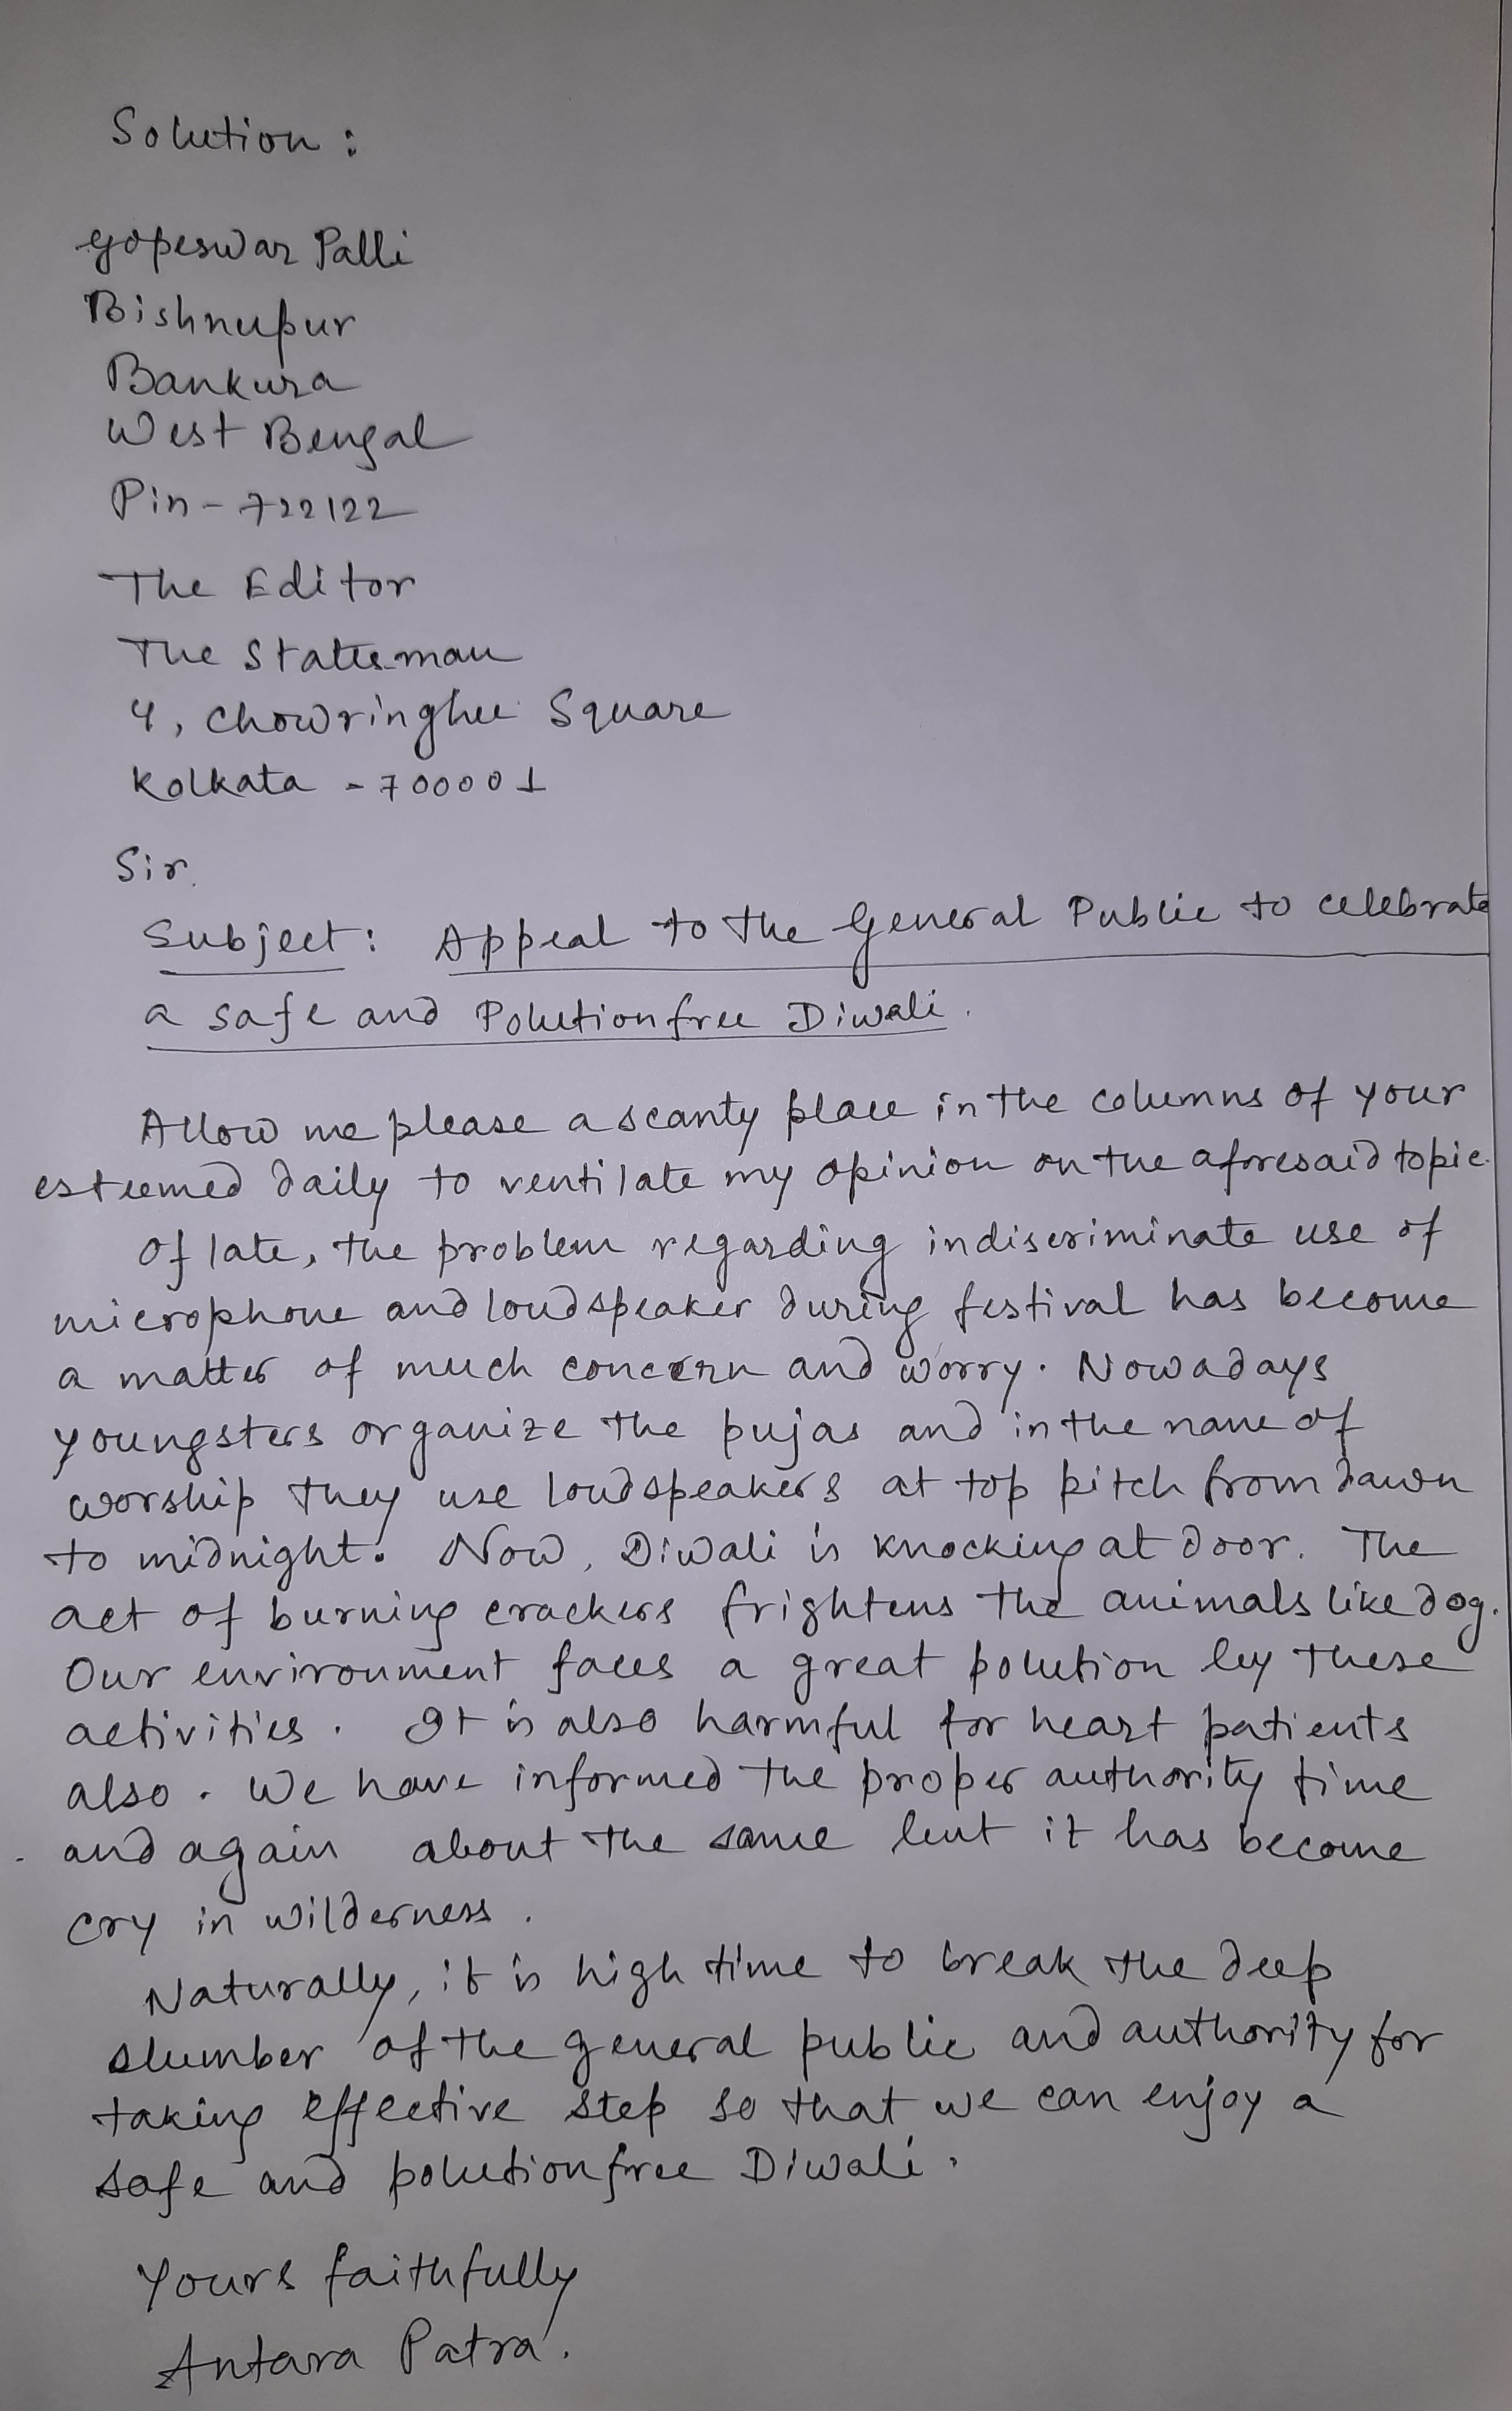 Solution :
Gopeswar Palli
Bishnupur
Bankura
West Bengal
Pin - 722122
The Editor
The Statesman
4, Chowringhee Square
Kolkata - 700001
Sir,
Subject : Appeal to the General Public to celebrate
a safe and Polutionfree Diwali.
Allow me please a scanty place in the columns of your
esteemed daily to ventilate my opinion on the aforesaid topic.
Of late, the problem regarding indiscriminate use of
microphone and loudspeaker during festival has become
a matter of much concern and worry. Nowadays
youngsters organize the pujas and in the name of
worship they use loudspeakers at top pitch from dawn
to midnight. Now, Diwali is knocking at door. The
act of burning crackers frightens the animals like dog.
Our environment faces a great polution by these
activities. It is also harmful for heart patients
also. We have informed the proper authority time
and again about the same but it has become
cry in wilderness.
Naturally, it is high time to break the deep
slumber of the general public and authority for
taking effective step so that we can enjoy a
safe and polutionfree Diwali.
Yours faithfully
Antara Patra.